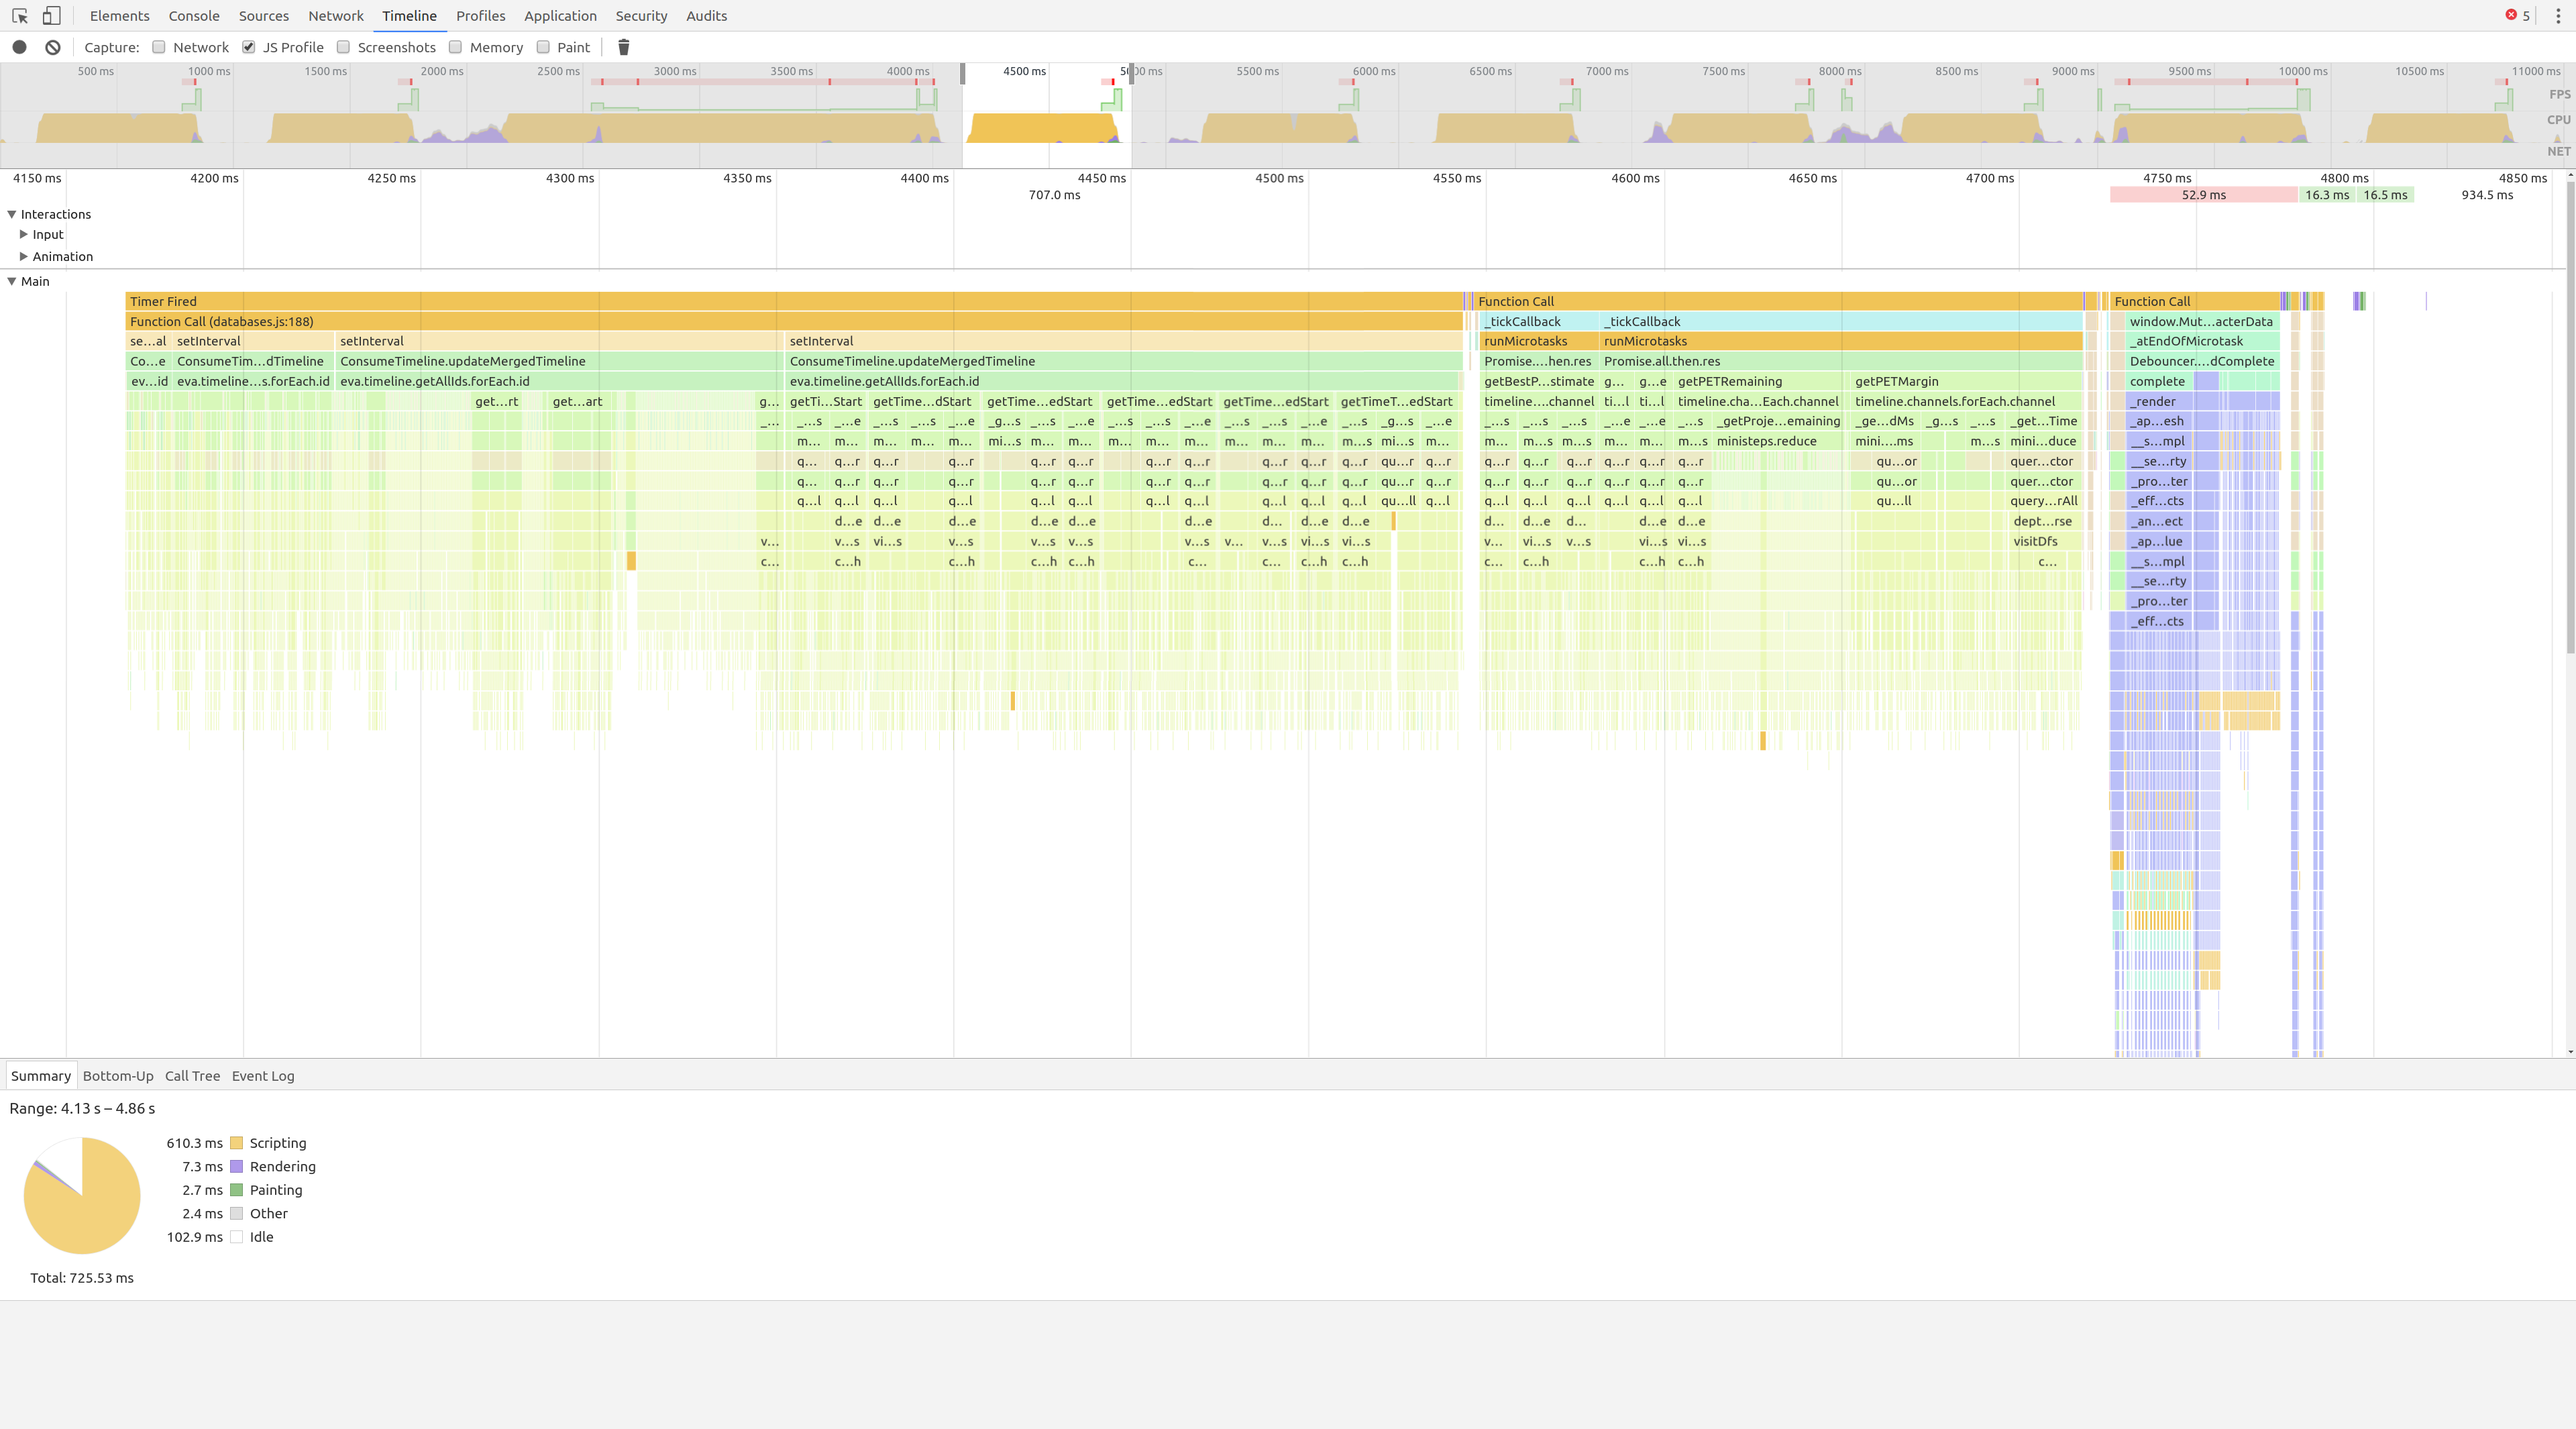 Elements Console Sources Network Timeline Profiles Application Security Audits 5
Capture: Network JS Profile Screenshots Memory Paint
500 ms 1000 ms 1500 ms 2000 ms 2500 ms 3000 ms 3500 ms 4000 ms 4500 ms 5000 ms 5500 ms 6000 ms 6500 ms 7000 ms 7500 ms 8000 ms 8500 ms 9000 ms 9500 ms 10000 ms 10500 ms 11000 ms
FPS
CPU
NET
4150 ms 4200 ms 4250 ms 4300 ms 4350 ms 4400 ms 4450 ms 4500 ms 4550 ms 4600 ms 4650 ms 4700 ms 4750 ms 4800 ms 4850 ms
707.0 ms 52.9 ms 16.3 ms 16.5 ms 934.5 ms
Interactions
Input
Animation
Main
Timer Fired Function Call Function Call
Function Call (databases.js:188) _tickCallback _tickCallback window.Mut…acterData
se…al setInterval setInterval setInterval runMicrotasks runMicrotasks _atEndOfMicrotask
Co…e ConsumeTim…dTimeline ConsumeTimeline.updateMergedTimeline ConsumeTimeline.updateMergedTimeline Promise.…hen.res Promise.all.then.res Debouncer.…dComplete
ev…id eva.timeline…s.forEach.id eva.timeline.getAllIds.forEach.id eva.timeline.getAllIds.forEach.id getBestP…stimate g… g…e getPETRemaining getPETMargin complete
get…rt get…art g… getTi…Start getTime…dStart getTime…edStart getTime…edStart getTime…edStart getTimeT…edStart timeline.…channel ti…l ti…l timeline.cha…Each.channel timeline.channels.forEach.channel _render
_… _…s _…e _…s _…s _…e _g…s _…s _…e _…s _…s _…e _…s _…s _…e _…s _g…s _…e _…s _…s _…s _…e _…e _…s _getProje…emaining _ge…dMs _g…s _…s _get…Time _ap…esh
m… m… m… m… m… mi…s m… m… m… m… m… m… m… m… m…s mi…s m… m… m…s m… m… m… m…s ministeps.reduce mini….ms m…s mini…duce __s…mpl
q… q…r q…r q…r q…r q…r q…r q…r q…r q…r q…r qu…r q…r q…r q…r q…r q…r q…r q…r qu…or quer…ctor __se…rty
q… q…r q…r q…r q…r q…r q…r q…r q…r q…r q…r qu…r q…r q…r q…r q…r q…r q…r q…r qu…or quer…ctor _pro…ter
q…l q…l q…l q…l q…l q…l q…l q…l q…l q…l q…l qu…ll q…l q…l q…l q…l q…l q…l q…l qu…ll query…rAll _eff…cts
d…e d…e d…e d…e d…e d…e d… d…e d…e d… d…e d… d…e d…e dept…rse _an…ect
v… v…s vi…s v…s v…s v…s v…s v… v…s vi…s vi…s v… vi…s v…s vi…s vi…s visitDfs _ap…lue
c… c…h c…h c…h c…h c… c… c…h c…h c… c…h c…h c…h c… __s…mpl
__se…rty
_pro…ter
_eff…cts
Summary Bottom-Up Call Tree Event Log
Range: 4.13 s – 4.86 s
610.3 ms Scripting
7.3 ms Rendering
2.7 ms Painting
2.4 ms Other
102.9 ms Idle
Total: 725.53 ms